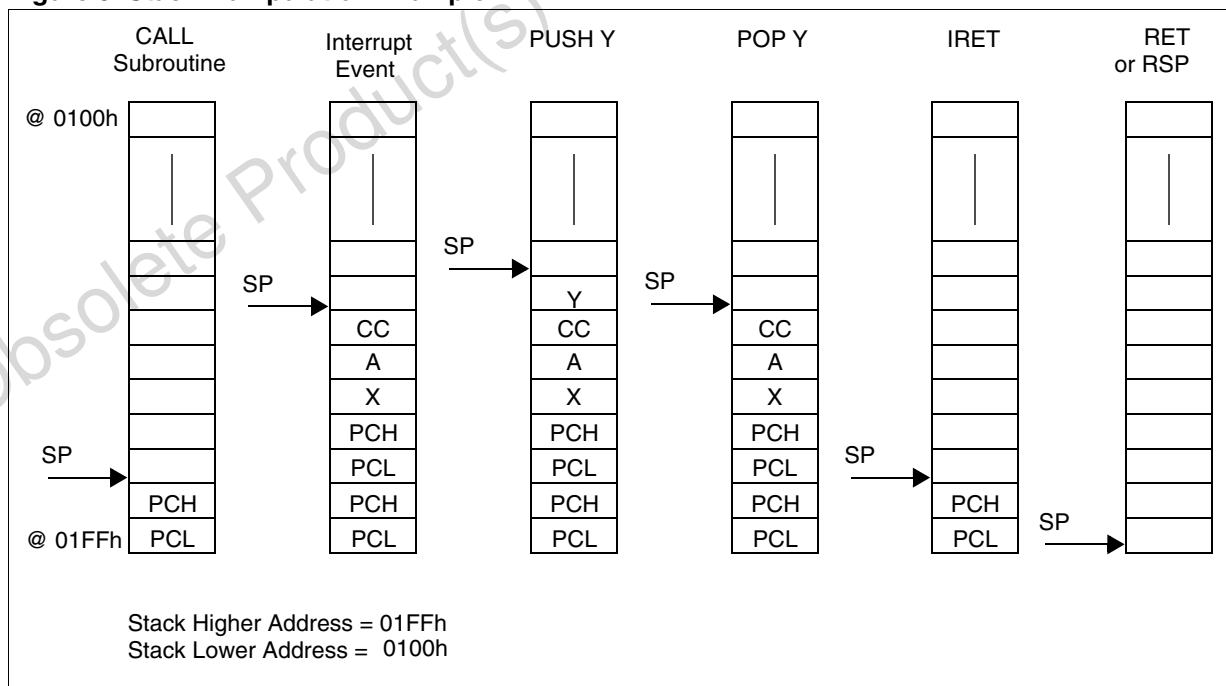 CALL
Subroutine
Interrupt
Event
PUSH Y
POP Y
IRET
RET
or RSP
@ 0100h
SP
SP
SP
Y
CC
CC
CC
A
A
A
X
X
X
PCH
PCH
PCH
SP
SP
PCL
PCL
PCL
PCH
PCH
PCH
PCH
PCH
SP
@ 01FFh
PCL
PCL
PCL
PCL
PCL
Stack Higher Address = 01FFh
Stack Lower Address = 0100h
Obsolete Product(s)